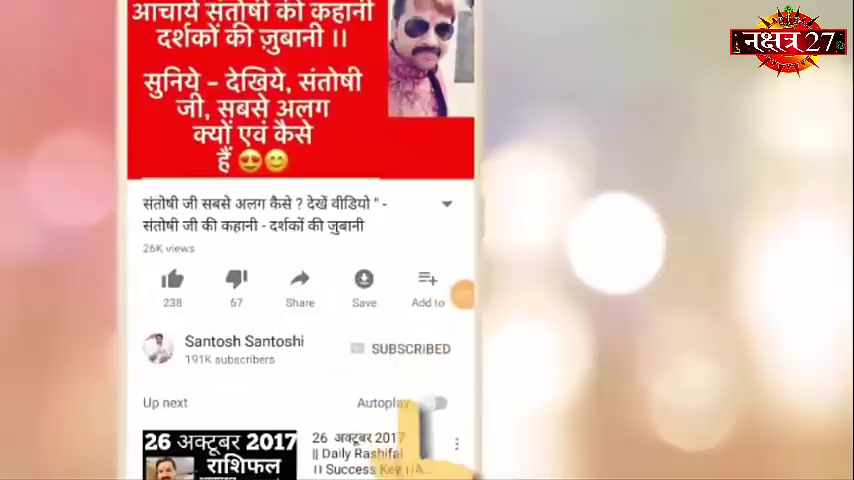 आचार्य संतोषी की कहानी
दर्शकों की ज़ुबानी ।।
सुनिये - देखिये, संतोषी
जी, सबसे अलग
क्यों एवं कैसे
हैं 😍😊
नक्षत्र 27
संतोषी जी सबसे अलग कैसे ? देखें वीडियो " -
संतोषी जी की कहानी - दर्शकों की ज़ुबानी
26K views
238
67
Share
Save
Add to
Santosh Santoshi
191K subscribers
SUBSCRIBED
Up next
Autoplay
26 अक्टूबर 2017
राशिफल
26 अक्टूबर 2017
|| Daily Rashifal
|| Success Key